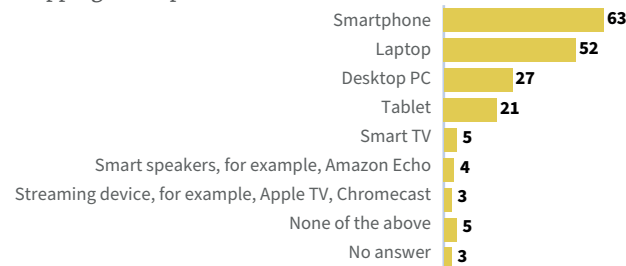 Smartphone 63
Laptop 52
Desktop PC 27
Tablet 21
Smart TV 5
Smart speakers, for example, Amazon Echo 4
Streaming device, for example, Apple TV, Chromecast 3
None of the above 5
No answer 3